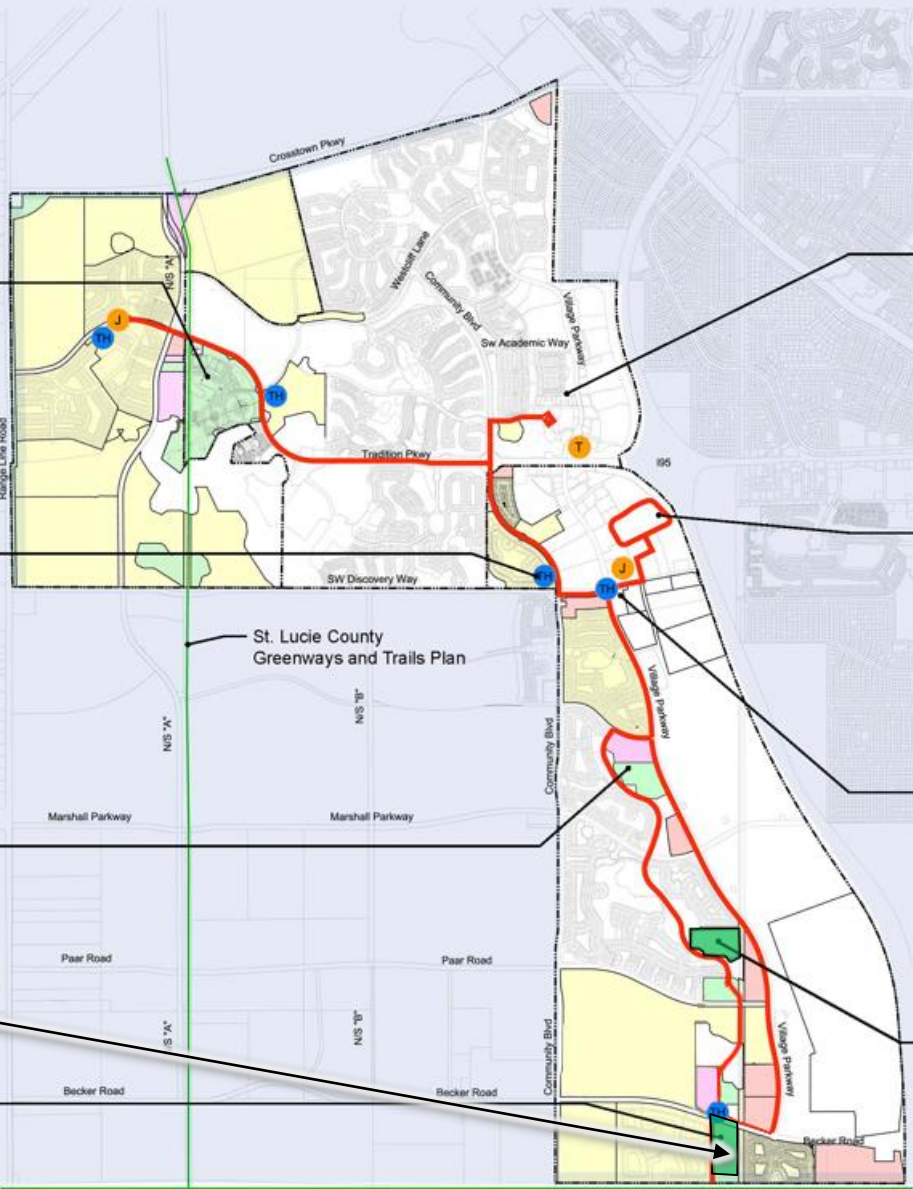 Crosstown Pkwy
N/S "A"
Westcliff Lane
Community Blvd
Village Parkway
Sw Academic Way
J
TH
TH
Range Line Road
Tradition Pkwy
T
I95
SW Discovery Way
TH
J
TH
St. Lucie County
Greenways and Trails Plan
N/S "A"
N/S "B"
Community Blvd
Village Parkway
Marshall Parkway
Marshall Parkway
Paar Road
Paar Road
N/S "A"
N/S "B"
Community Blvd
Village Parkway
Becker Road
Becker Road
TH
Becker Road